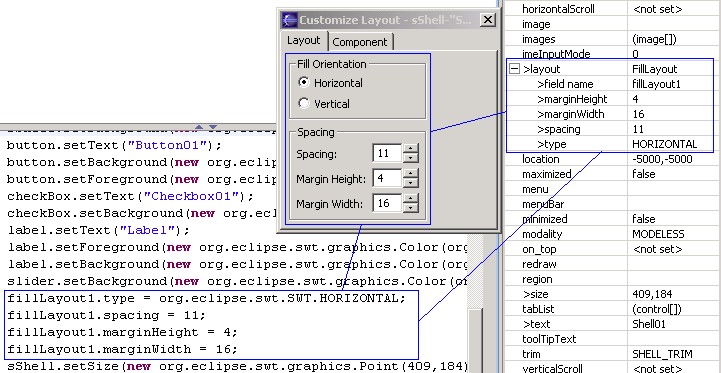 Customize Layout - sShell-"S...
Layout
Component
Fill Orientation
Horizontal
Vertical
Spacing
Spacing: 11
Margin Height: 4
Margin Width: 16
button.setText("Button01");
button.setBackground(new org.eclipse
button.setForeground(new org.eclipse
checkBox.setText("Checkbox01");
checkBox.setBackground(new org.eclip
label.setText("Label");
label.setForeground(new org.eclipse.swt.graphics.Color(org
label.setBackground(new org.eclipse.swt.graphics.Color(org
slider.setBackground(new org.eclipse.swt.graphics.Color(or
fillLayout1.type = org.eclipse.swt.SWT.HORIZONTAL;
fillLayout1.spacing = 11;
fillLayout1.marginHeight = 4;
fillLayout1.marginWidth = 16;
sShell.setSize(new org.eclipse.swt.graphics.Point(409,184)
horizontalScroll <not set>
image
images (image[])
imeInputMode 0
>layout FillLayout
>field name fillLayout1
>marginHeight 4
>marginWidth 16
>spacing 11
>type HORIZONTAL
location -5000,-5000
maximized false
menu
menuBar
minimized false
modality MODELESS
on_top <not set>
redraw
region
>size 409,184
tabList (control[])
>text Shell01
toolTipText
trim SHELL_TRIM
verticalScroll <not set>